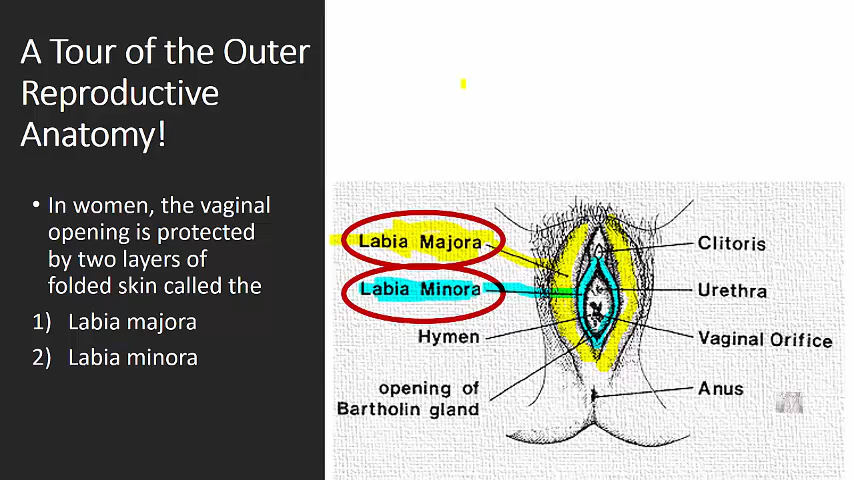 A Tour of the Outer
Reproductive
Anatomy!
• In women, the vaginal
opening is protected
by two layers of
folded skin called the
1) Labia majora
2) Labia minora
Labia Majora
Labia Minora
Hymen
opening of
Bartholin gland
Clitoris
Urethra
Vaginal Orifice
Anus